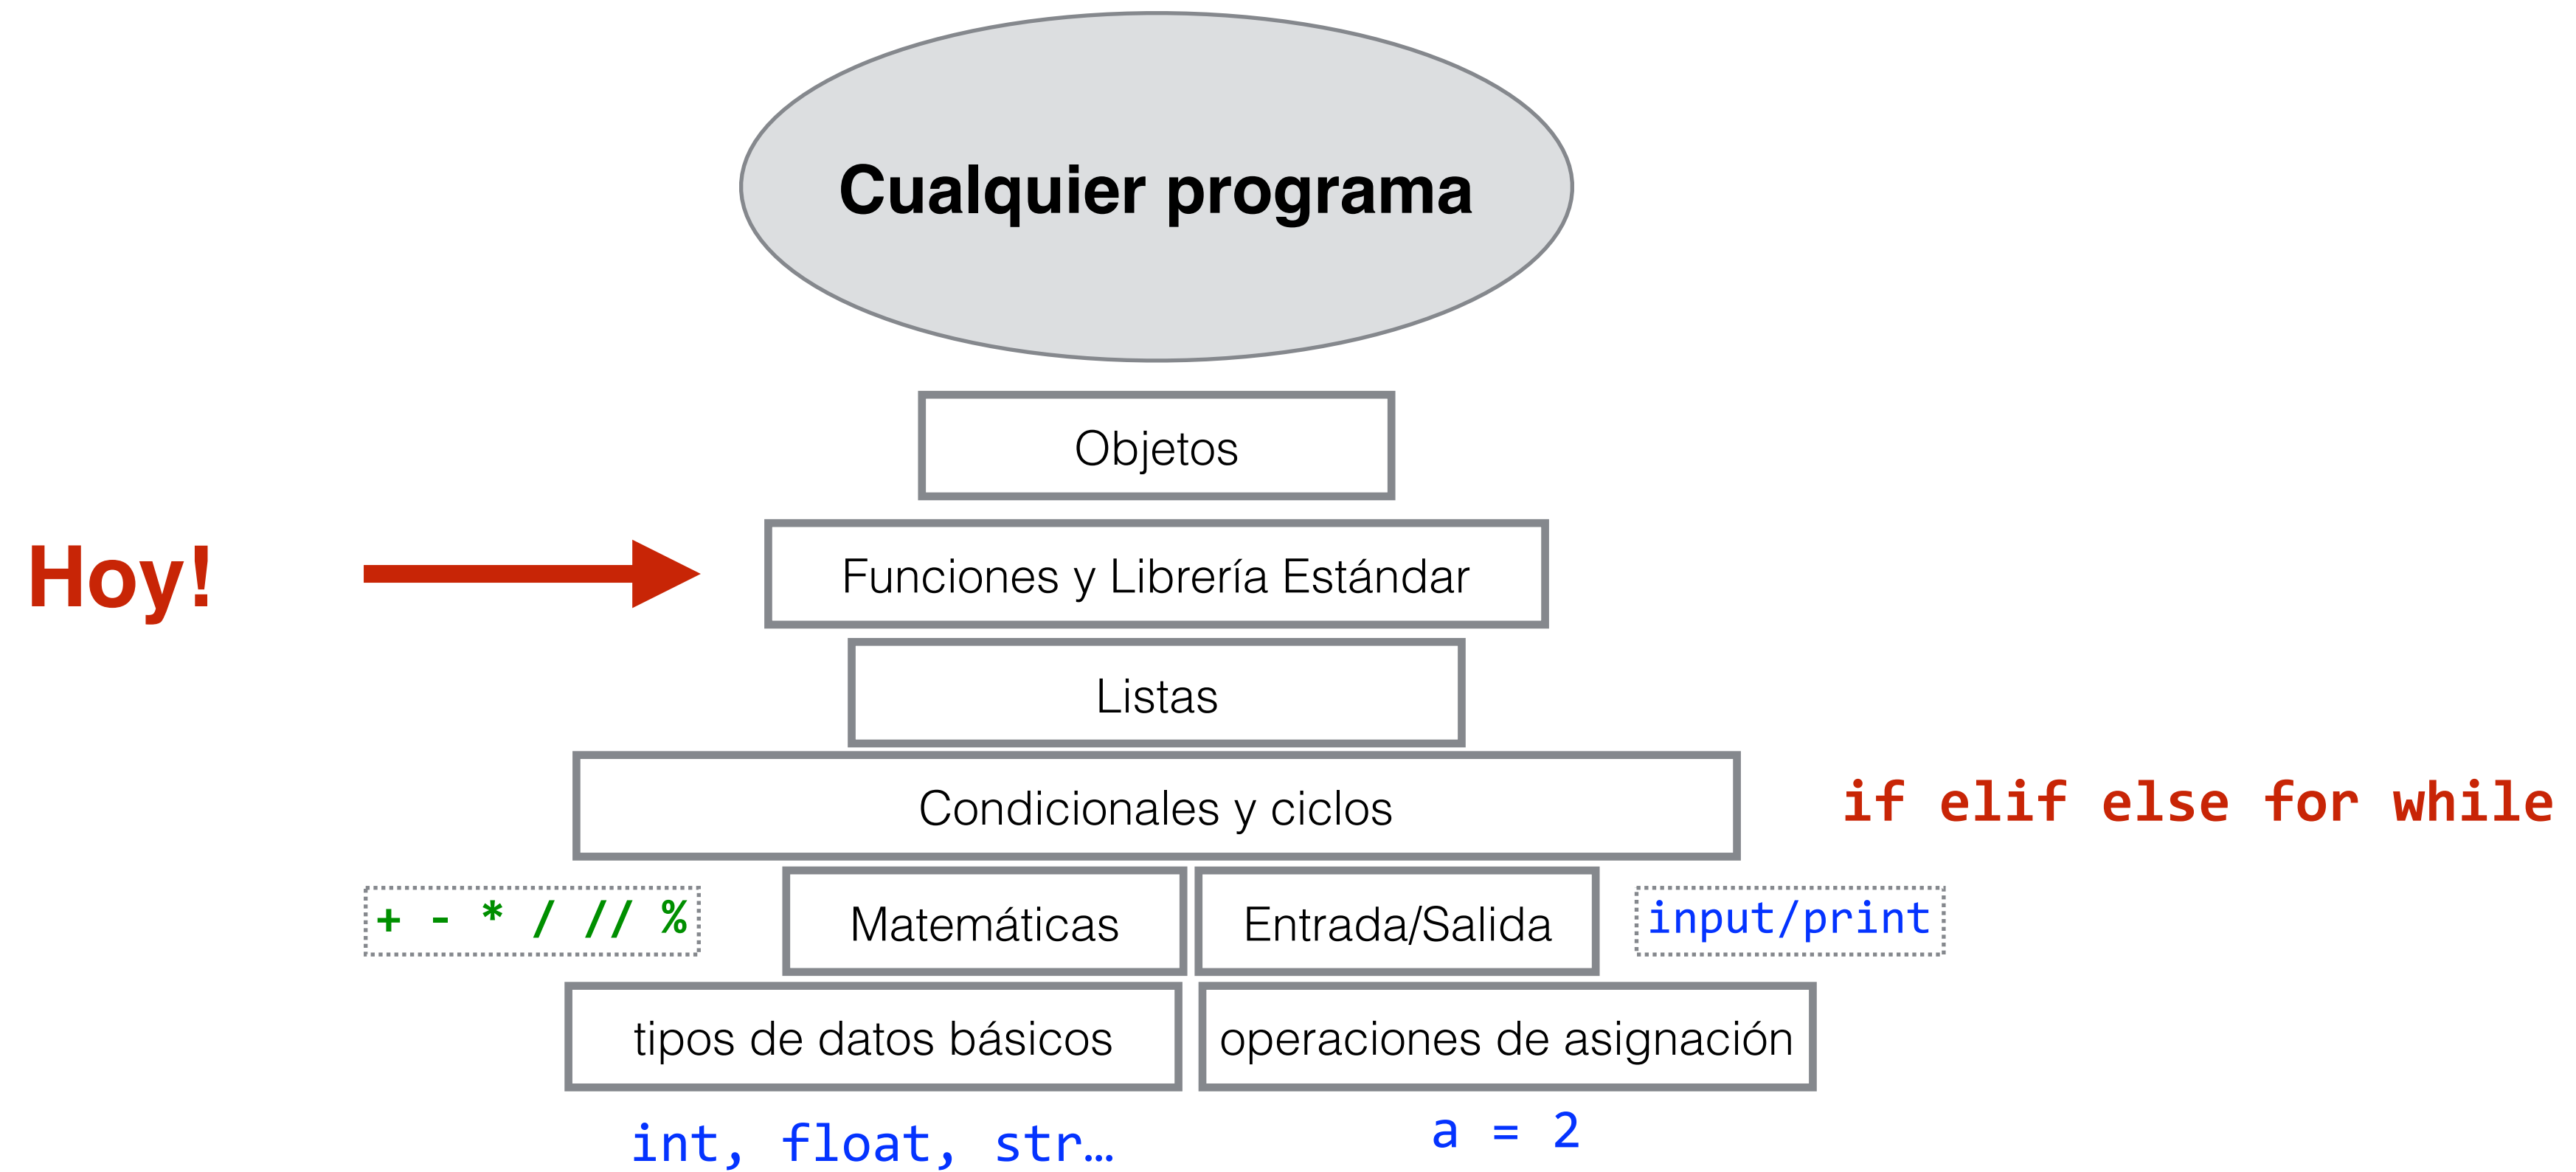 Cualquier programa
Objetos
Hoy!
Funciones y Librería Estándar
Listas
Condicionales y ciclos
if elif else for while
+ - * / // %
Matemáticas
Entrada/Salida
input/print
tipos de datos básicos
operaciones de asignación
int, float, str…
a = 2